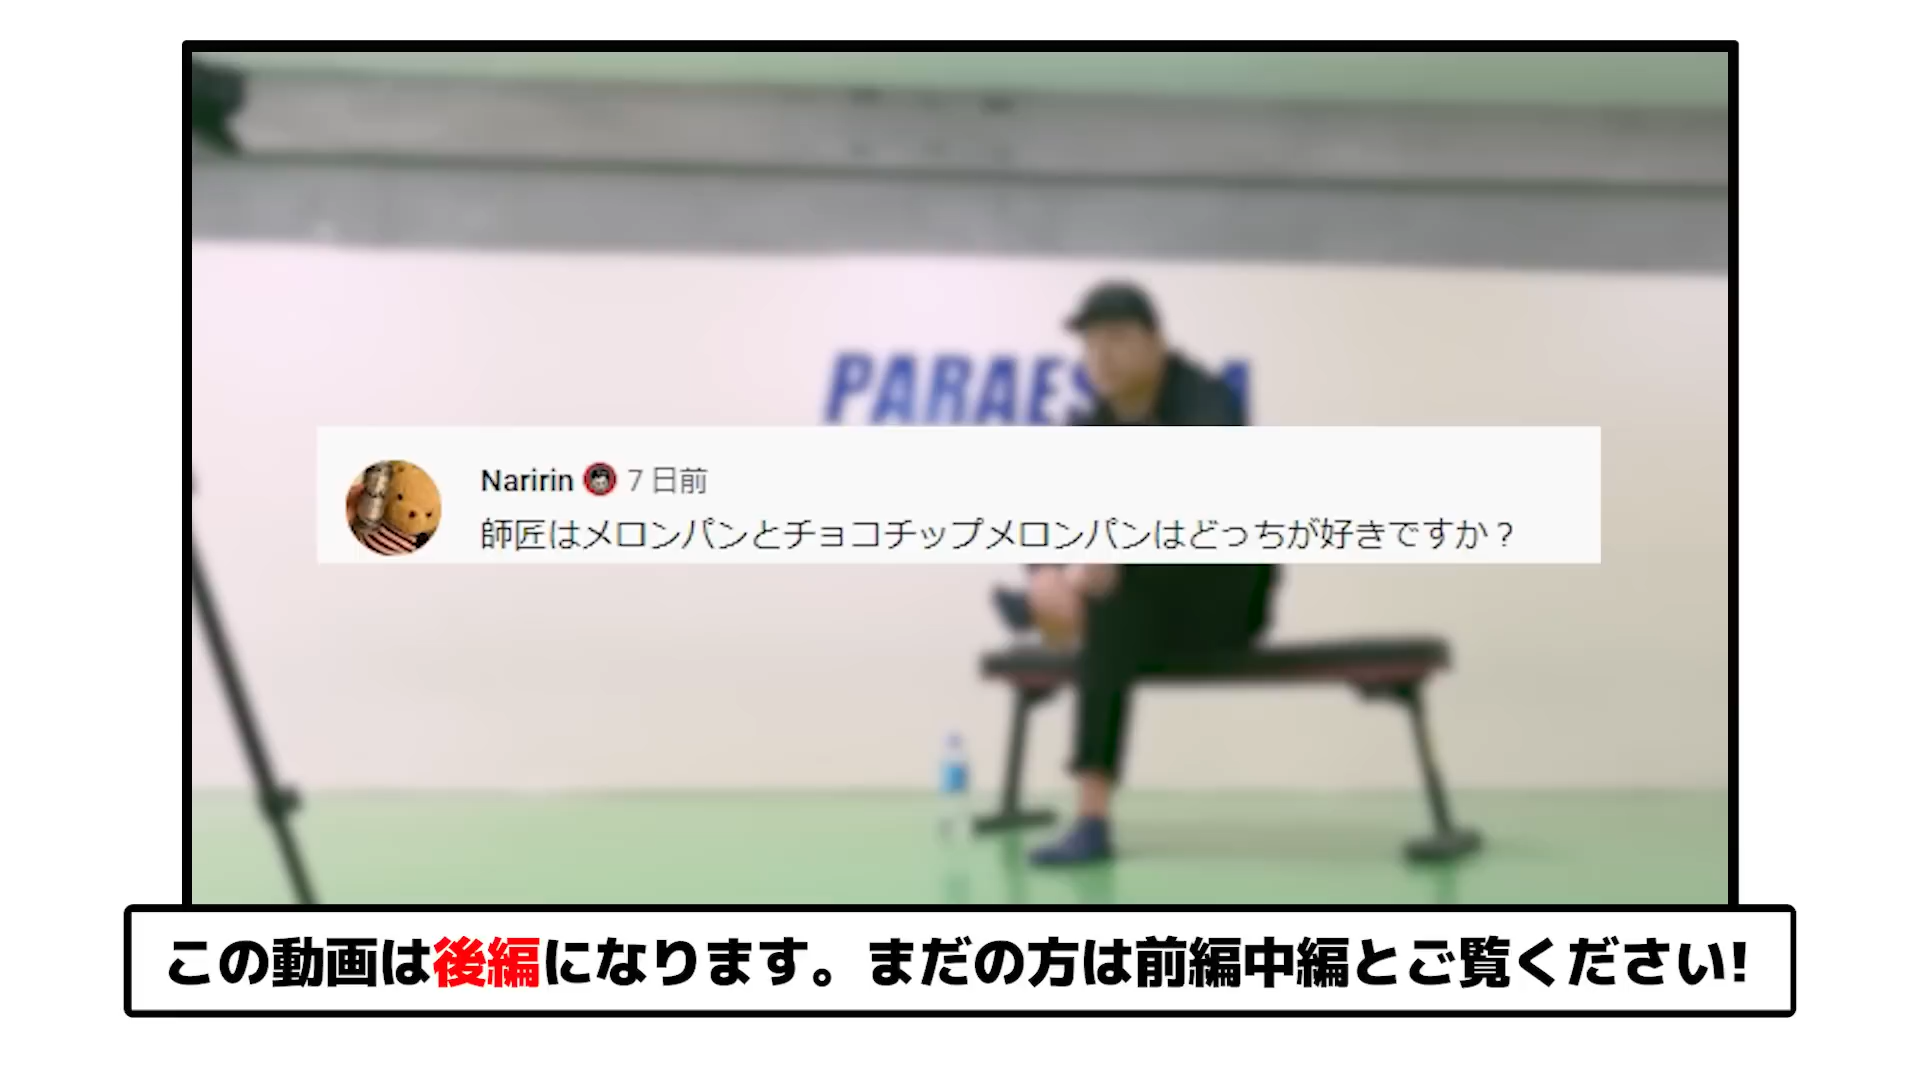 PARAES A
Naririn 7 日前
師匠はメロンパンとチョコチップメロンパンはどっちが好きですか？
この動画は後編になります。まだの方は前編中編とご覧ください!